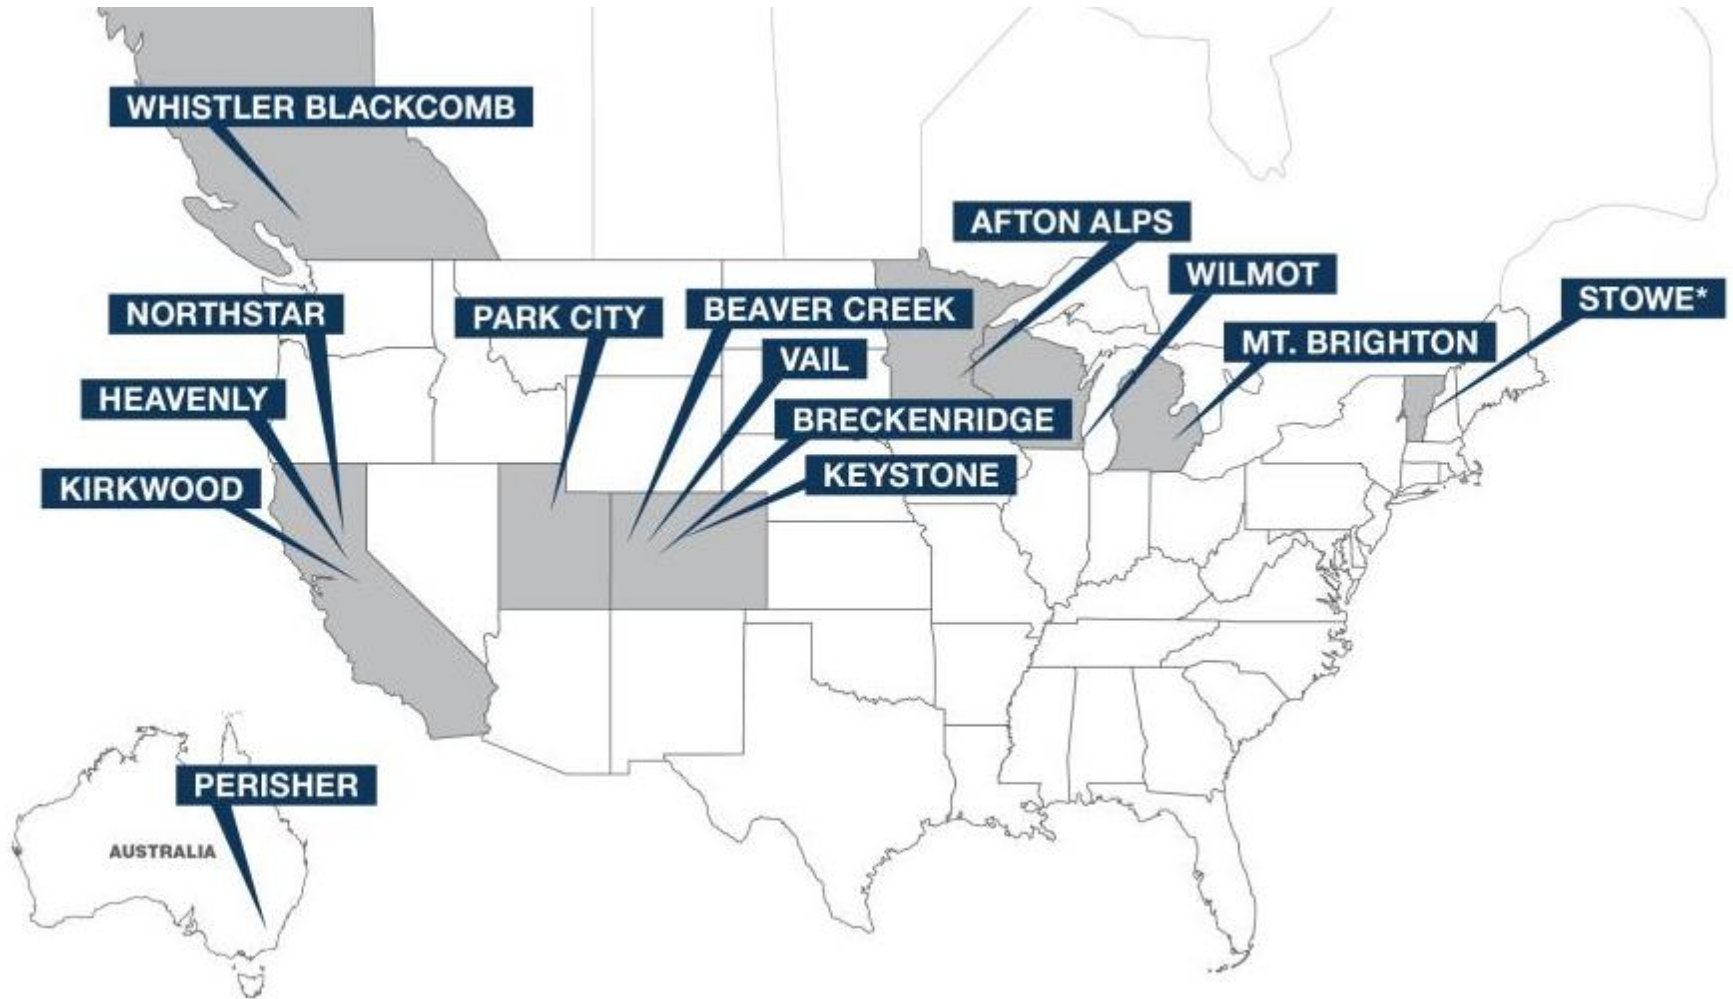 WHISTLER BLACKCOMB
AFTON ALPS
WILMOT
STOWE*
NORTHSTAR
PARK CITY
BEAVER CREEK
MT. BRIGHTON
VAIL
HEAVENLY
BRECKENRIDGE
KEYSTONE
KIRKWOOD
PERISHER
AUSTRALIA